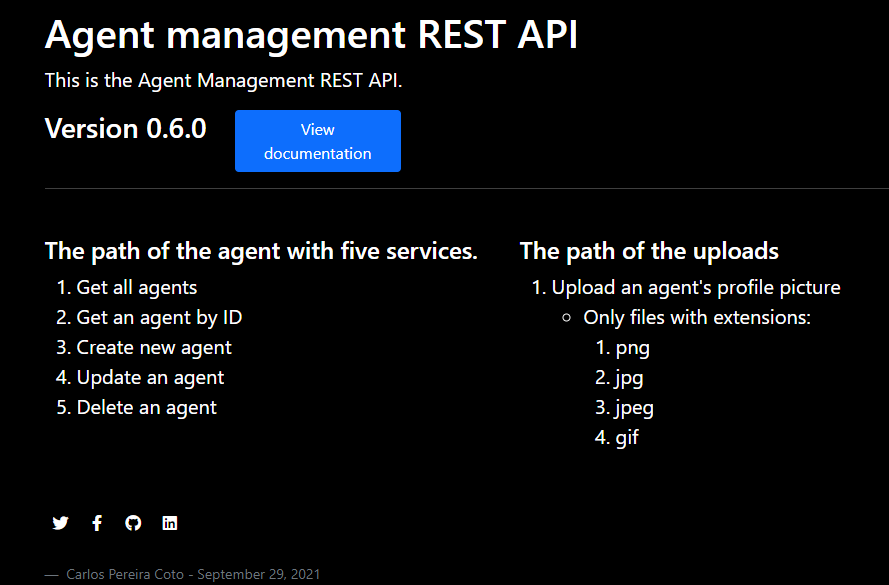 Agent management REST API
This is the Agent Management REST API.
Version 0.6.0
View
documentation
The path of the agent with five services.
1. Get all agents
2. Get an agent by ID
3. Create new agent
4. Update an agent
5. Delete an agent
The path of the uploads
1. Upload an agent's profile picture
○ Only files with extensions:
1. png
2. jpg
3. jpeg
4. gif
— Carlos Pereira Coto - September 29, 2021